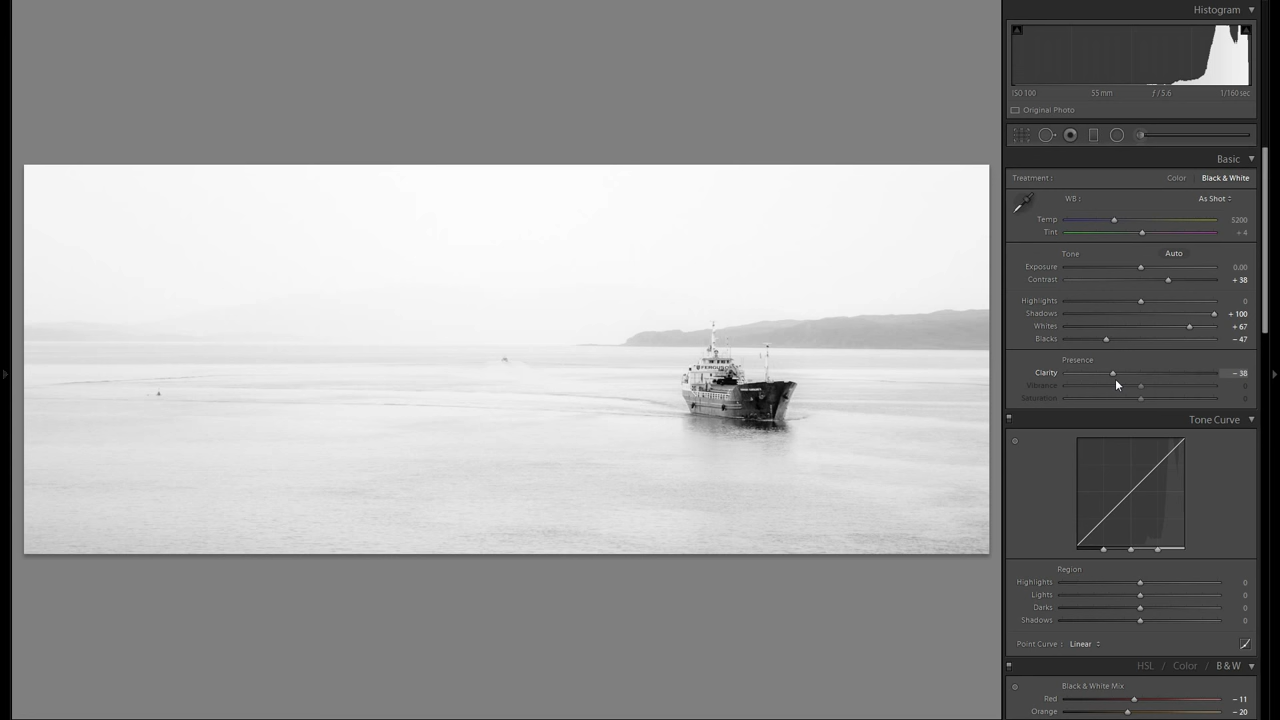 Histogram
ISO 100 55 mm ƒ / 5.6 1/160 sec
Original Photo
Basic
Treatment : Color Black & White
WB : As Shot
Temp 5200
Tint + 4
Tone Auto
Exposure 0.00
Contrast + 38
Highlights 0
Shadows + 100
Whites + 67
Blacks − 47
Presence
Clarity − 38
Vibrance 0
Saturation 0
Tone Curve
Region
Highlights 0
Lights 0
Darks 0
Shadows 0
Point Curve : Linear
HSL / Color / B & W
Black & White Mix
Red − 11
Orange − 20